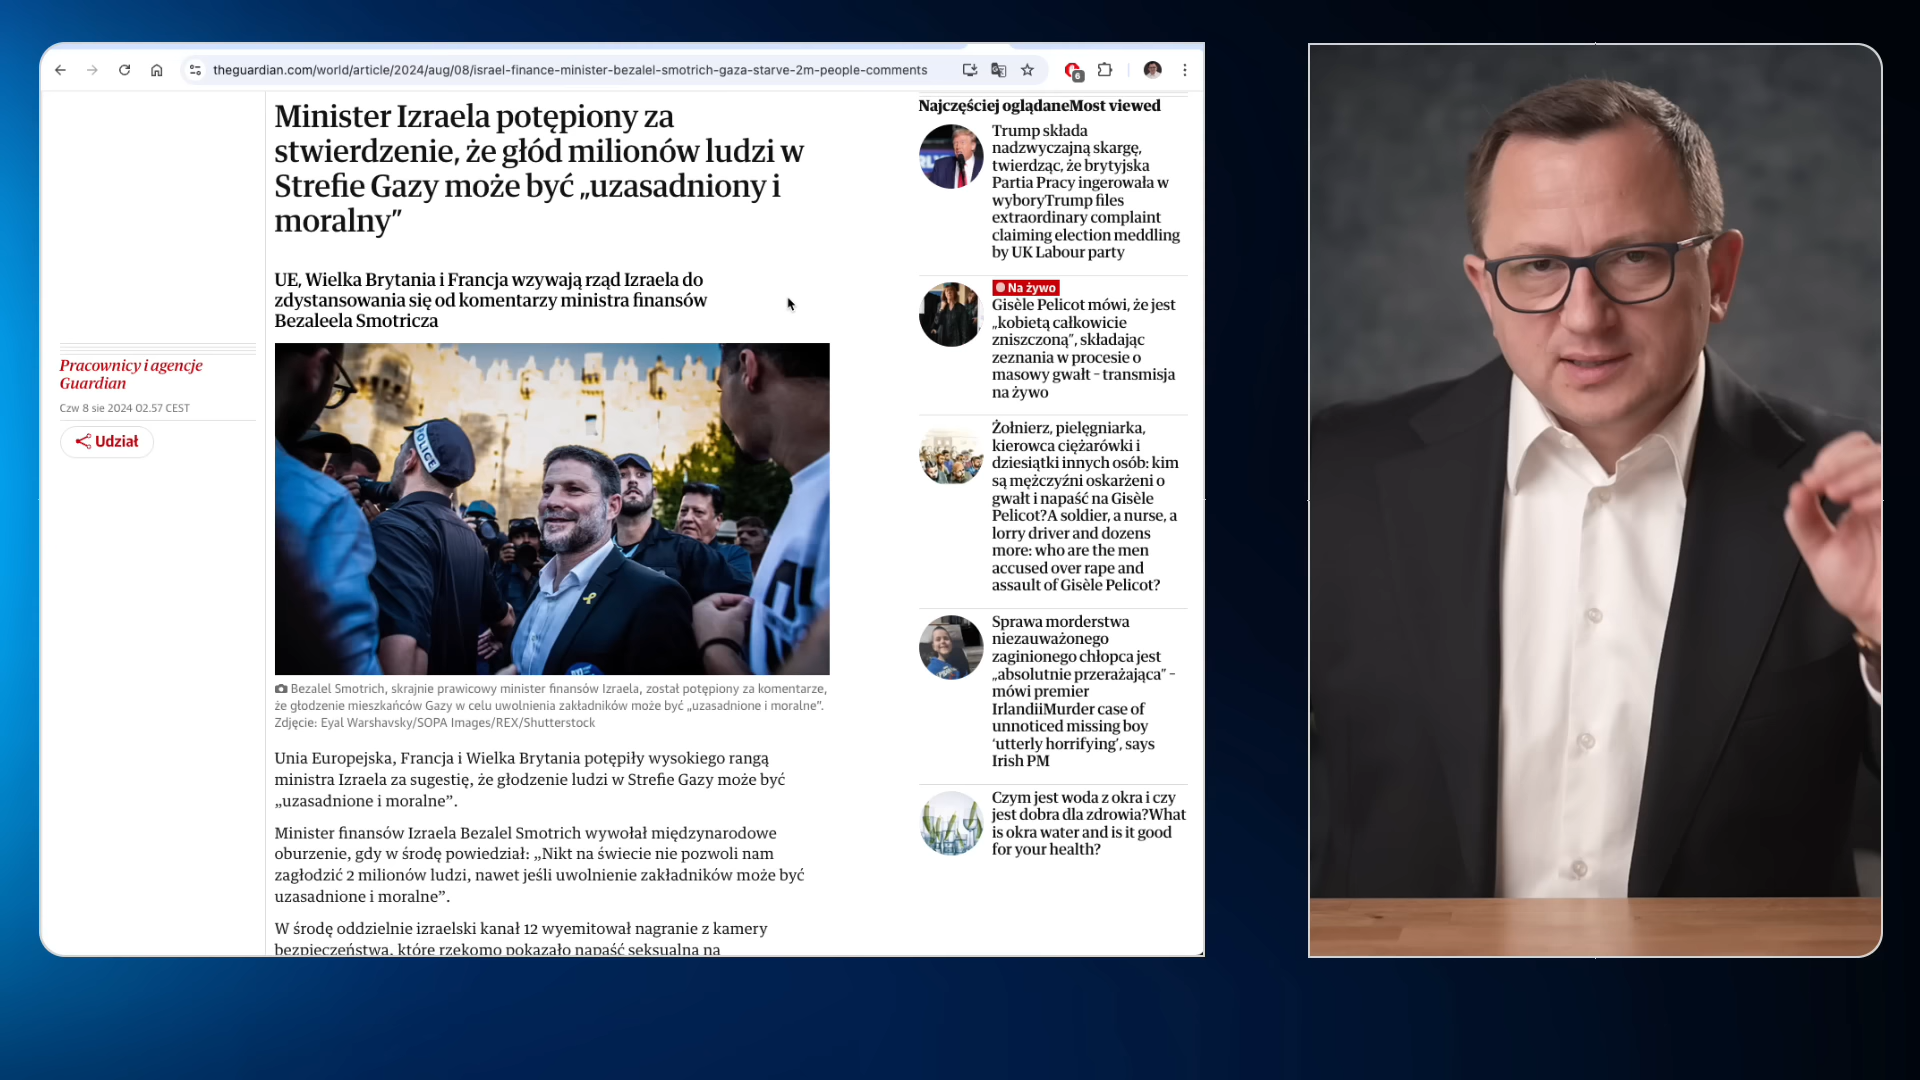 theguardian.com/world/article/2024/aug/08/israel-finance-minister-bezalel-smotrich-gaza-starve-2m-people-comments
6
Minister Izraela potępiony za
stwierdzenie, że głód milionów ludzi w
Strefie Gazy może być „uzasadniony i
moralny”
UE, Wielka Brytania i Francja wzywają rząd Izraela do
zdystansowania się od komentarzy ministra finansów
Bezaleela Smotricza
Pracownicy i agencje
Guardian
Czw 8 sie 2024 02.57 CEST
Udział
POLICE
Bezalel Smotrich, skrajnie prawicowy minister finansów Izraela, został potępiony za komentarze,
że głodzenie mieszkańców Gazy w celu uwolnienia zakładników może być „uzasadnione i moralne”.
Zdjęcie: Eyal Warshavsky/SOPA Images/REX/Shutterstock
Unia Europejska, Francja i Wielka Brytania potępiły wysokiego rangą
ministra Izraela za sugestię, że głodzenie ludzi w Strefie Gazy może być
„uzasadnione i moralne”.
Minister finansów Izraela Bezalel Smotrich wywołał międzynarodowe
oburzenie, gdy w środę powiedział: „Nikt na świecie nie pozwoli nam
zagłodzić 2 milionów ludzi, nawet jeśli uwolnienie zakładników może być
uzasadnione i moralne”.
W środę oddzielnie izraelski kanał 12 wyemitował nagranie z kamery
bezpieczeństwa, które rzekomo pokazało napaść seksualną na
Najczęściej oglądaneMost viewed
Trump składa
nadzwyczajną skargę,
twierdząc, że brytyjska
Partia Pracy ingerowała w
wyboryTrump files
extraordinary complaint
claiming election meddling
by UK Labour party
Na żywo
Gisèle Pelicot mówi, że jest
„kobietą całkowicie
zniszczoną”, składając
zeznania w procesie o
masowy gwałt – transmisja
na żywo
Żołnierz, pielęgniarka,
kierowca ciężarówki i
dziesiątki innych osób: kim
są mężczyźni oskarżeni o
gwałt i napaść na Gisèle
Pelicot?A soldier, a nurse, a
lorry driver and dozens
more: who are the men
accused over rape and
assault of Gisèle Pelicot?
Sprawa morderstwa
niezauważonego
zaginionego chłopca jest
„absolutnie przerażająca” –
mówi premier
IrlandiiMurder case of
unnoticed missing boy
‘utterly horrifying’, says
Irish PM
Czym jest woda z okra i czy
jest dobra dla zdrowia?What
is okra water and is it good
for your health?